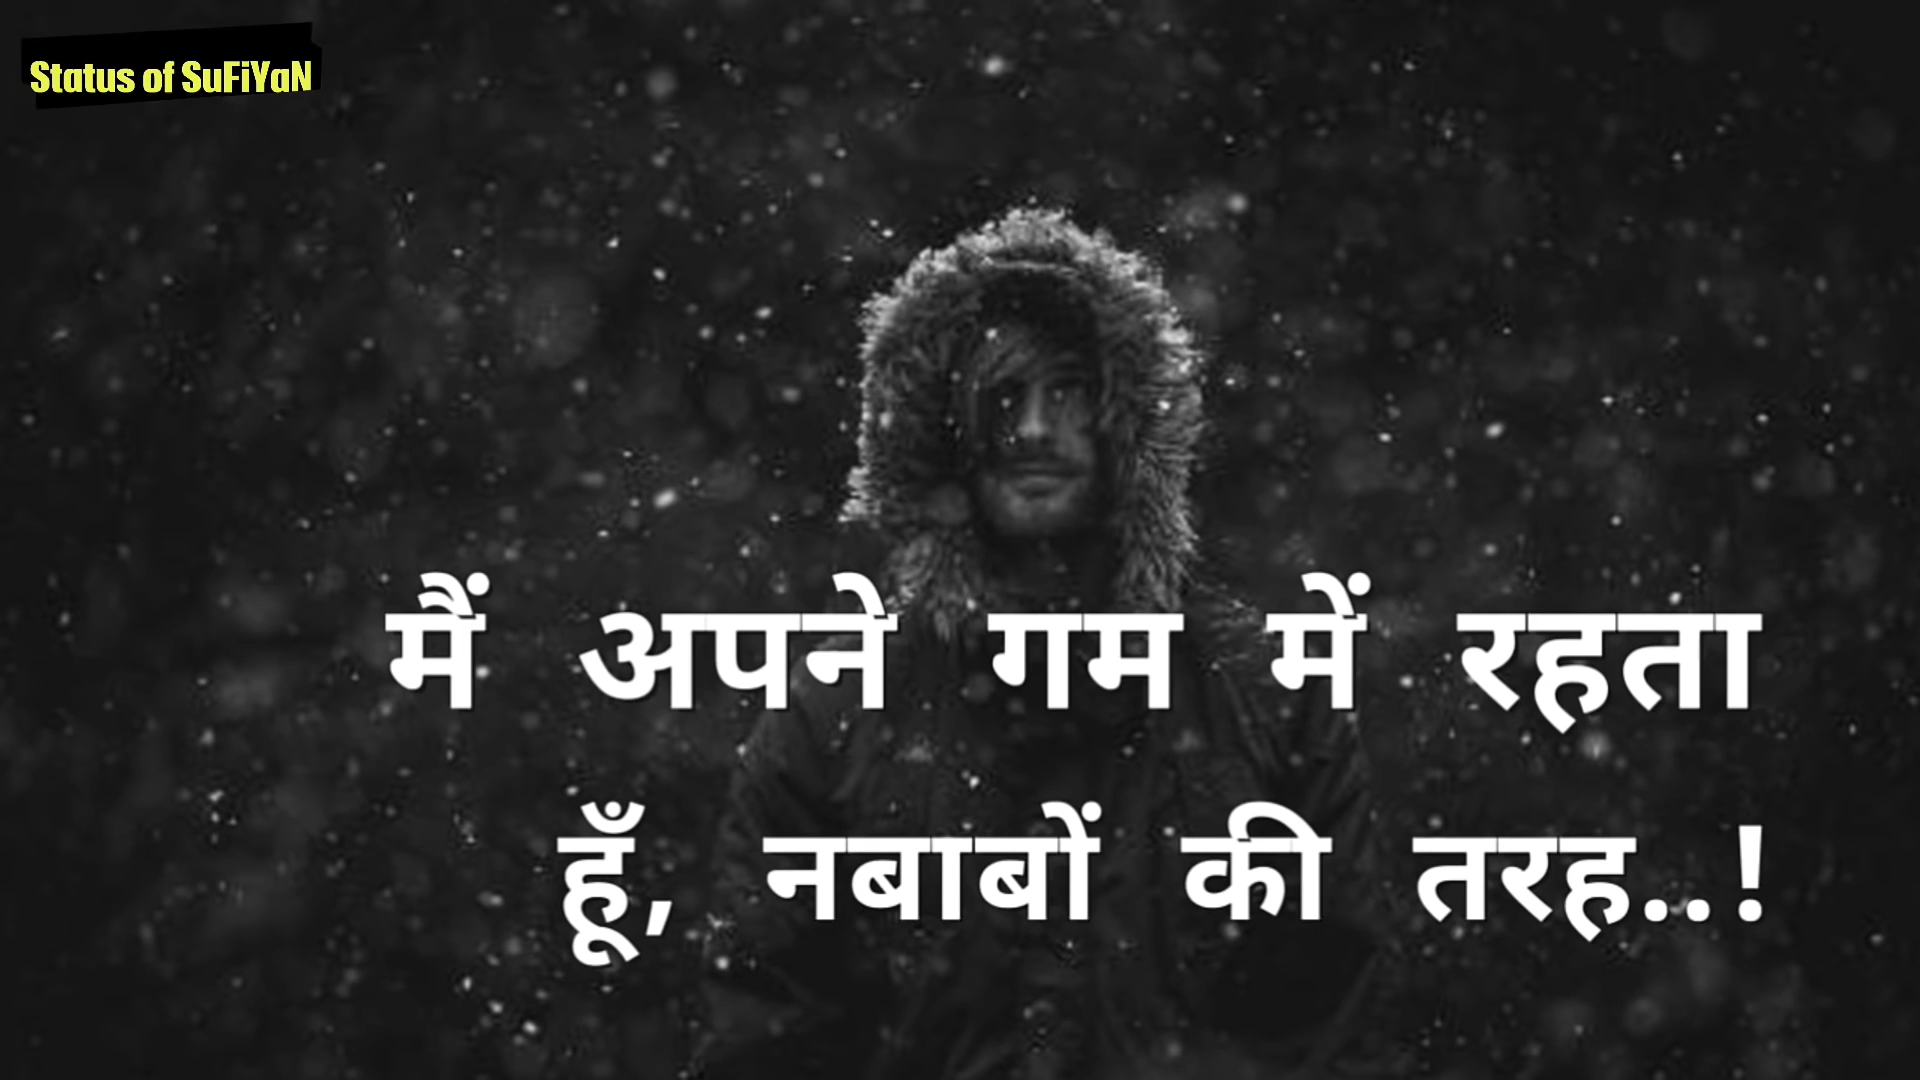 Status of SuFiYaN
मैं अपने गम में रहता
हूँ, नबाबों की तरह..!